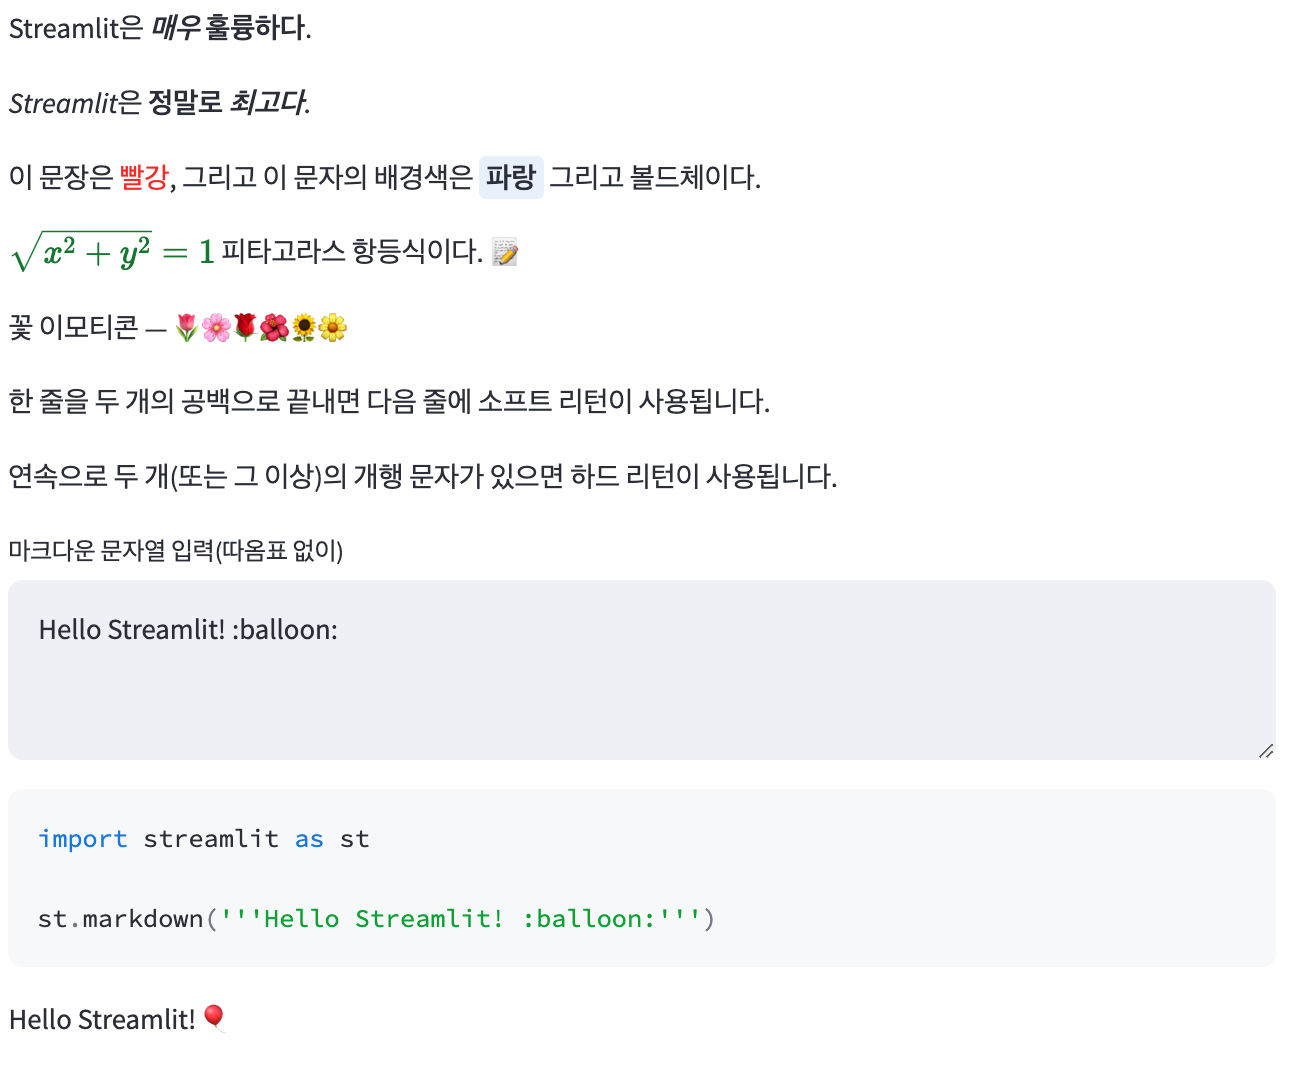 Streamlit은 매우 훌륭하다.
Streamlit은 정말로 최고다.
이 문장은 빨강, 그리고 이 문자의 배경색은 파랑 그리고 볼드체이다.
√(x² + y²) = 1 피타고라스 항등식이다. 📝
꽃 이모티콘 — 🌷🌸🌹🌺🌻🌼
한 줄을 두 개의 공백으로 끝내면 다음 줄에 소프트 리턴이 사용됩니다.
연속으로 두 개(또는 그 이상)의 개행 문자가 있으면 하드 리턴이 사용됩니다.
마크다운 문자열 입력(따옴표 없이)
Hello Streamlit! :balloon:
import streamlit as st
st.markdown('''Hello Streamlit! :balloon:''')
Hello Streamlit! 🎈